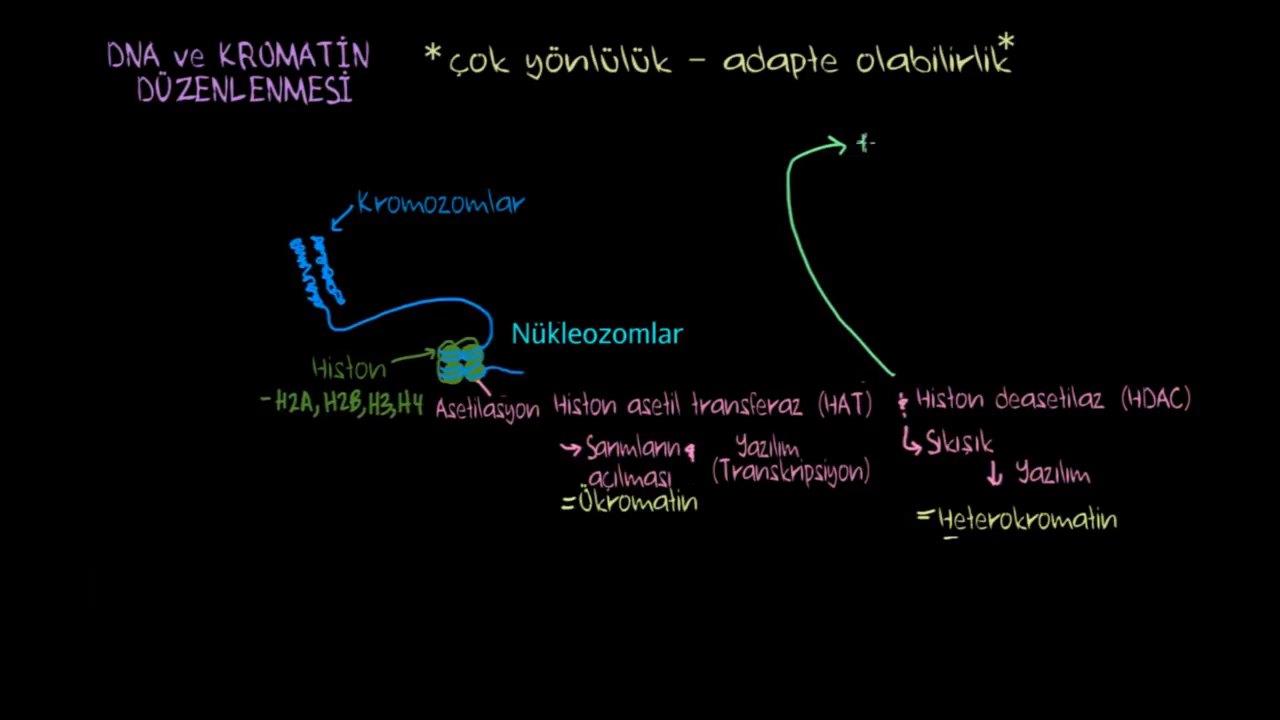 DNA ve KROMATİN
DÜZENLENMESİ
*çok yönlülük - adapte olabilirlik*
Kromozomlar
Nükleozomlar
Histon
-H2A, H2B, H3, H4
Asetilasyon
Histon asetil transferaz (HAT)
→ Sarımların
açılması
=Ökromatin
Yazılım
(Transkripsiyon)
Histon deasetilaz (HDAC)
↳ Sıkışık
↓ Yazılım
=Heterokromatin